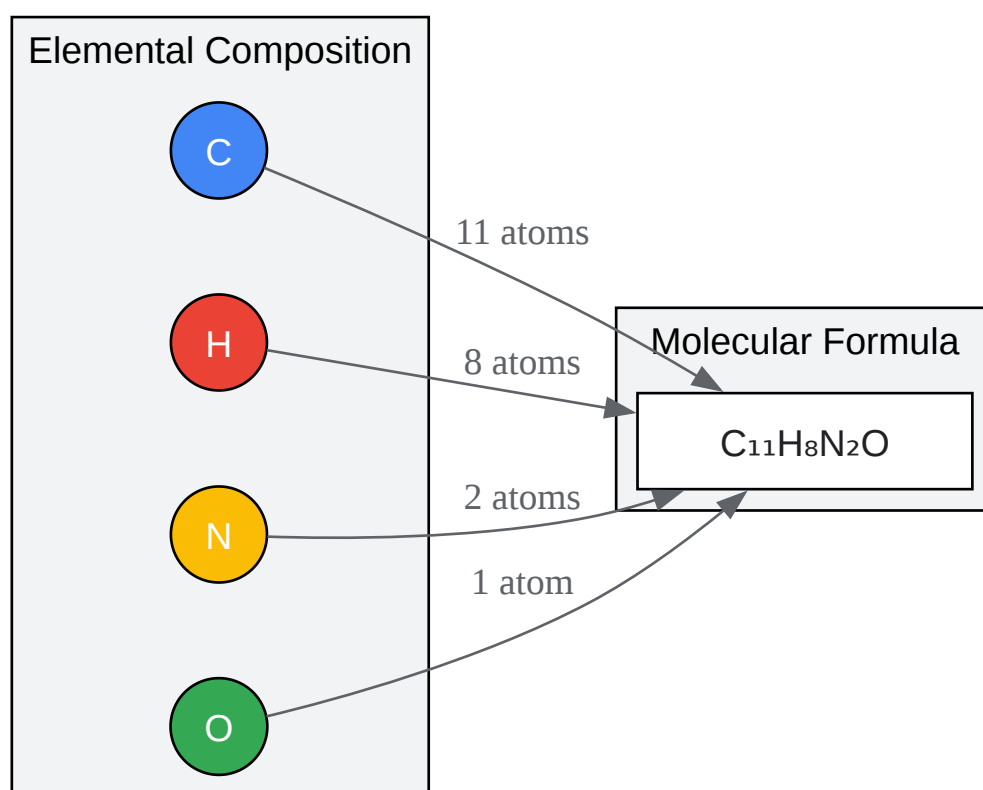 Elemental Composition
C
11 atoms
H
8 atoms
Molecular Formula
C₁₁H₈N₂O
N
2 atoms
1 atom
O